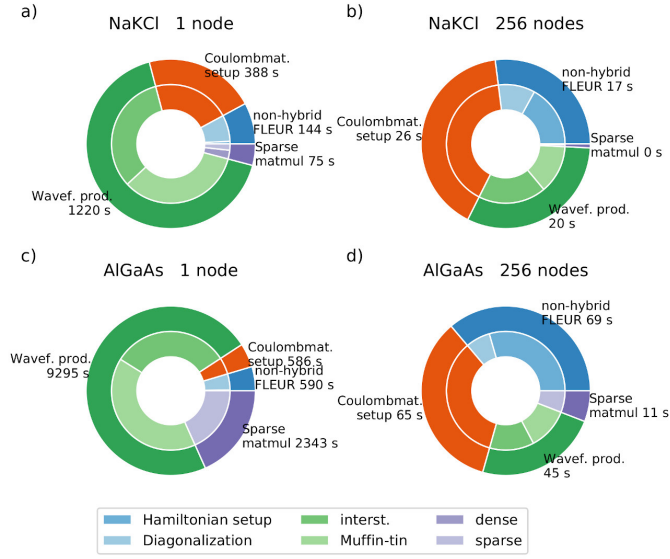 a)
NaKCl 1 node
Coulombmat.
setup 388 s
non-hybrid
FLEUR 144 s
Sparse
matmul 75 s
Wavef. prod.
1220 s
b)
NaKCl 256 nodes
non-hybrid
FLEUR 17 s
Coulombmat.
setup 26 s
Sparse
matmul 0 s
Wavef. prod.
20 s
c)
AlGaAs 1 node
Wavef. prod.
9295 s
Coulombmat.
setup 586 s
non-hybrid
FLEUR 590 s
Sparse
matmul 2343 s
d)
AlGaAs 256 nodes
non-hybrid
FLEUR 69 s
Coulombmat.
setup 65 s
Sparse
matmul 11 s
Wavef. prod.
45 s
Hamiltonian setup
Diagonalization
interst.
Muffin-tin
dense
sparse